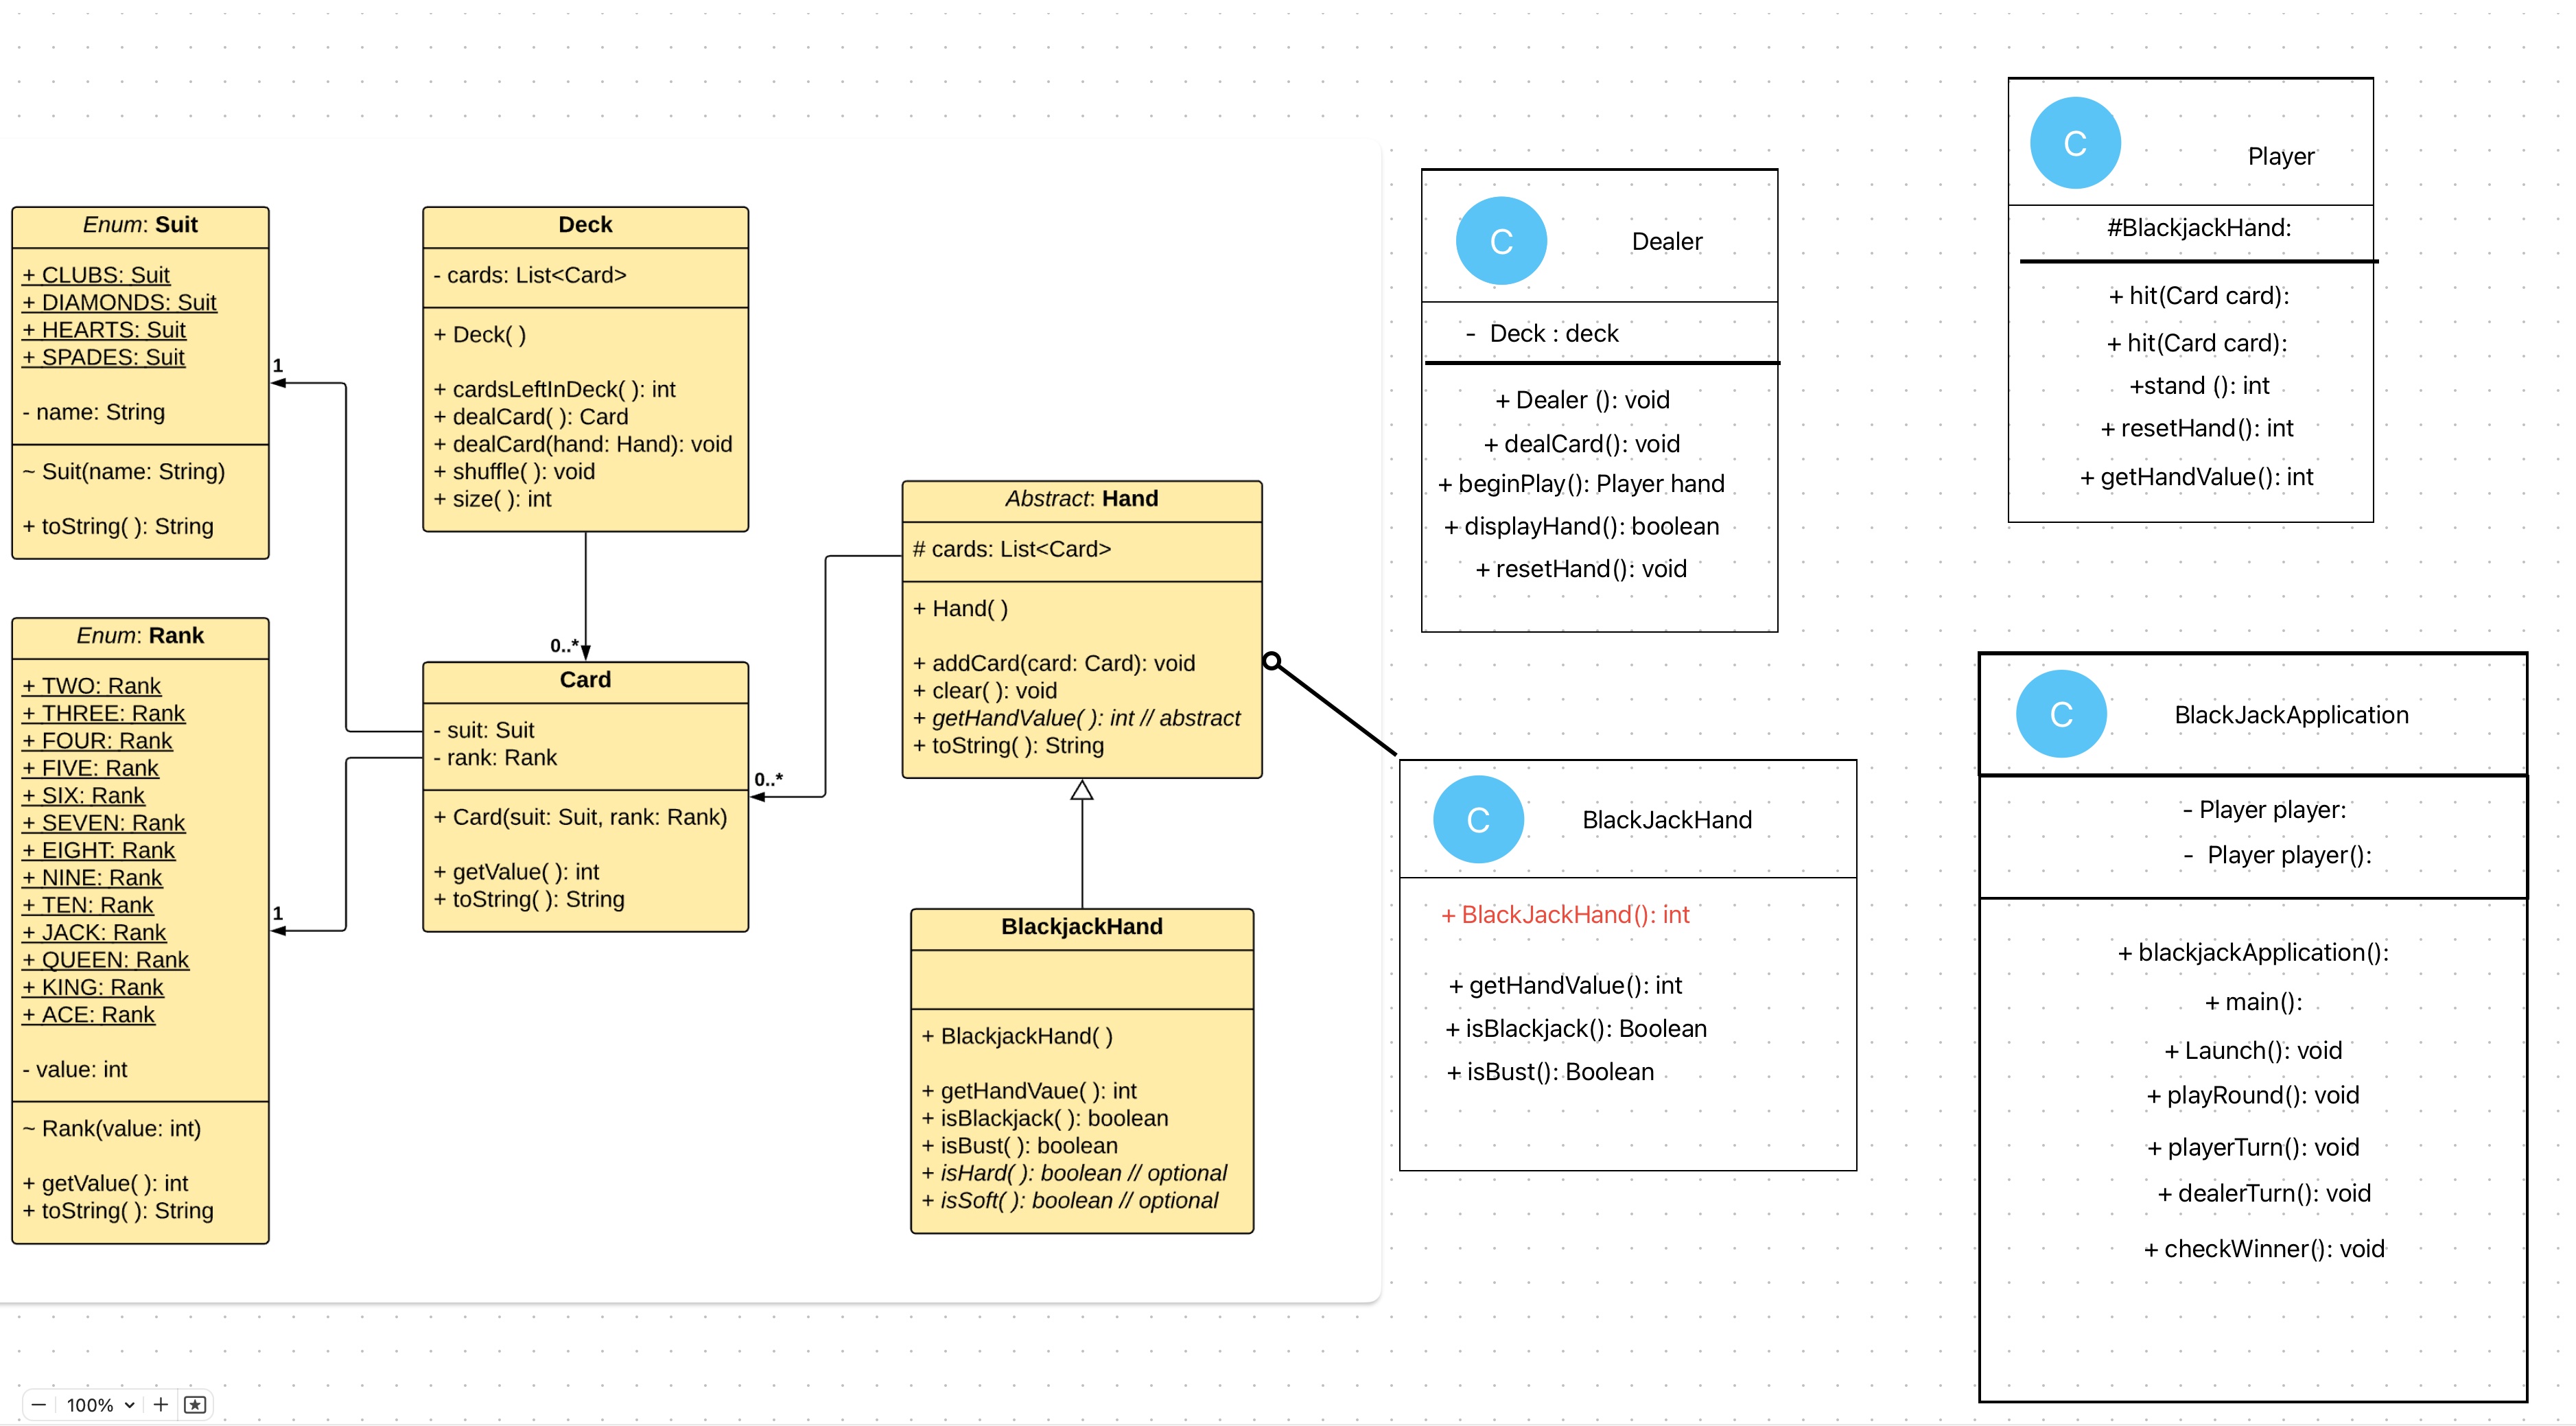 Enum: Suit
+ CLUBS: Suit
+ DIAMONDS: Suit
+ HEARTS: Suit
+ SPADES: Suit
- name: String
~ Suit(name: String)
+ toString( ): String
1
Enum: Rank
+ TWO: Rank
+ THREE: Rank
+ FOUR: Rank
+ FIVE: Rank
+ SIX: Rank
+ SEVEN: Rank
+ EIGHT: Rank
+ NINE: Rank
+ TEN: Rank
+ JACK: Rank
+ QUEEN: Rank
+ KING: Rank
+ ACE: Rank
- value: int
~ Rank(value: int)
+ getValue( ): int
+ toString( ): String
1
Deck
- cards: List<Card>
+ Deck( )
+ cardsLeftInDeck( ): int
+ dealCard( ): Card
+ dealCard(hand: Hand): void
+ shuffle( ): void
+ size( ): int
0..*
Card
- suit: Suit
- rank: Rank
+ Card(suit: Suit, rank: Rank)
+ getValue( ): int
+ toString( ): String
0..*
Abstract: Hand
# cards: List<Card>
+ Hand( )
+ addCard(card: Card): void
+ clear( ): void
+ getHandValue( ): int // abstract
+ toString( ): String
BlackjackHand
+ BlackjackHand( )
+ getHandVaue( ): int
+ isBlackjack( ): boolean
+ isBust( ): boolean
+ isHard( ): boolean // optional
+ isSoft( ): boolean // optional
C
Dealer
- Deck : deck
+ Dealer (): void
+ dealCard(): void
+ beginPlay(): Player hand
+ displayHand(): boolean
+ resetHand(): void
C
BlackJackHand
+ BlackJackHand(): int
+ getHandValue(): int
+ isBlackjack(): Boolean
+ isBust(): Boolean
C
Player
#BlackjackHand:
+ hit(Card card):
+ hit(Card card):
+stand (): int
+ resetHand(): int
+ getHandValue(): int
C
BlackJackApplication
- Player player:
- Player player():
+ blackjackApplication():
+ main():
+ Launch(): void
+ playRound(): void
+ playerTurn(): void
+ dealerTurn(): void
+ checkWinner(): void
100%